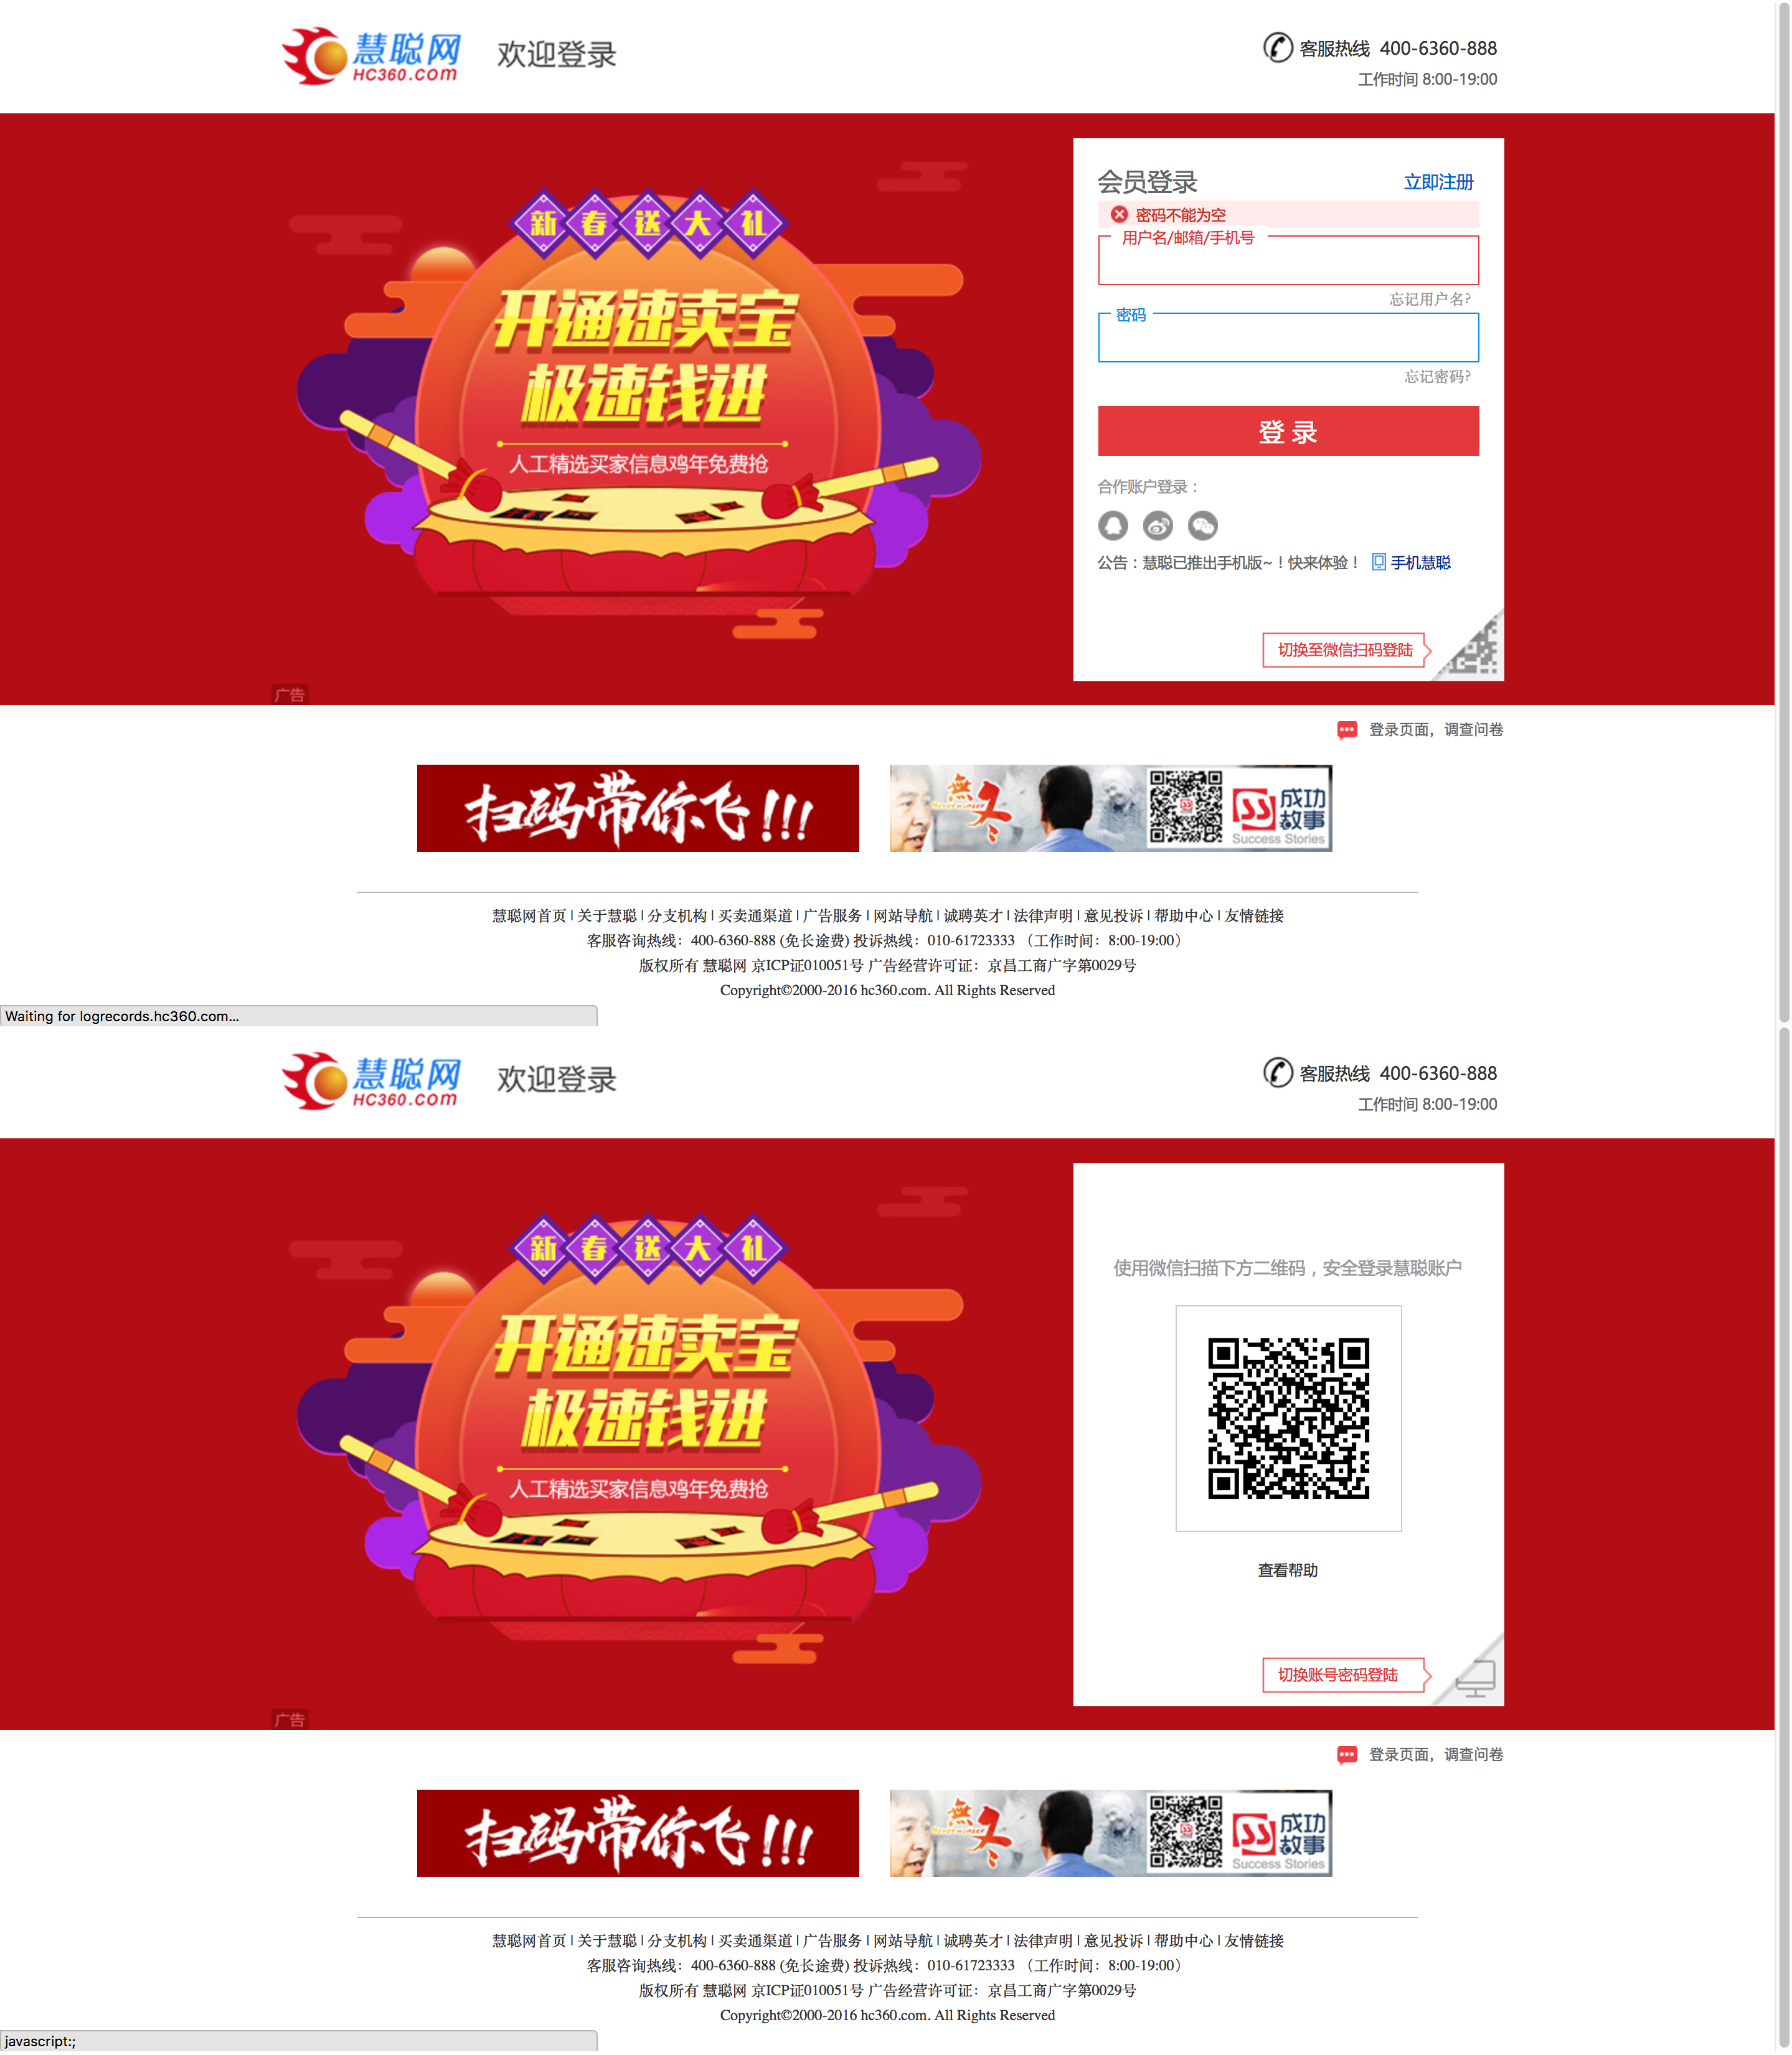 慧聪网
HC360.com
欢迎登录
客服热线 400-6360-888
工作时间 8:00-19:00
新春送大礼
开通速卖宝
极速钱进
人工精选买家信息鸡年免费抢
广告
会员登录
立即注册
密码不能为空
用户名/邮箱/手机号
忘记用户名?
密码
忘记密码?
登 录
合作账户登录：
公告：慧聪已推出手机版~！快来体验！ 手机慧聪
切换至微信扫码登陆
登录页面，调查问卷
扫码带你飞!!!
無冬
成功故事
Success Stories
慧聪网首页 | 关于慧聪 | 分支机构 | 买卖通渠道 | 广告服务 | 网站导航 | 诚聘英才 | 法律声明 | 意见投诉 | 帮助中心 | 友情链接
客服咨询热线：400-6360-888 (免长途费) 投诉热线：010-61723333 （工作时间：8:00-19:00）
版权所有 慧聪网 京ICP证010051号 广告经营许可证：京昌工商广字第0029号
Copyright©2000-2016 hc360.com. All Rights Reserved
Waiting for logrecords.hc360.com...
慧聪网
HC360.com
欢迎登录
客服热线 400-6360-888
工作时间 8:00-19:00
新春送大礼
开通速卖宝
极速钱进
人工精选买家信息鸡年免费抢
广告
使用微信扫描下方二维码，安全登录慧聪账户
查看帮助
切换账号密码登陆
登录页面，调查问卷
扫码带你飞!!!
無冬
成功故事
Success Stories
慧聪网首页 | 关于慧聪 | 分支机构 | 买卖通渠道 | 广告服务 | 网站导航 | 诚聘英才 | 法律声明 | 意见投诉 | 帮助中心 | 友情链接
客服咨询热线：400-6360-888 (免长途费) 投诉热线：010-61723333 （工作时间：8:00-19:00）
版权所有 慧聪网 京ICP证010051号 广告经营许可证：京昌工商广字第0029号
Copyright©2000-2016 hc360.com. All Rights Reserved
javascript:;